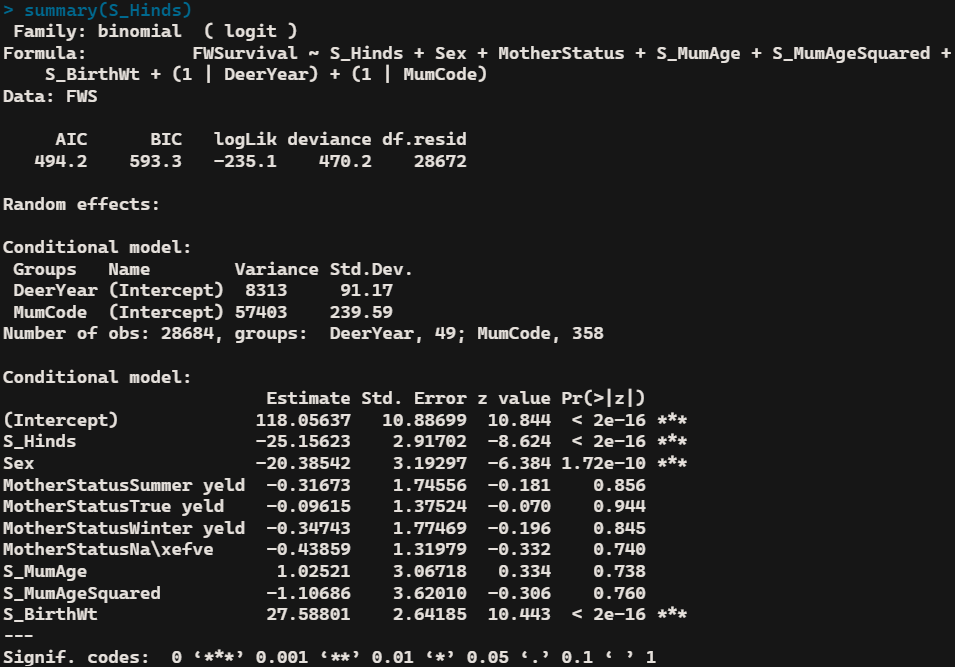 > summary(S_Hinds)
 Family: binomial  ( logit )
Formula:          FWSurvival ~ S_Hinds + Sex + MotherStatus + S_MumAge + S_MumAgeSquared +
    S_BirthWt + (1 | DeerYear) + (1 | MumCode)
Data: FWS

     AIC      BIC   logLik deviance df.resid
   494.2    593.3   -235.1    470.2    28672

Random effects:

Conditional model:
 Groups   Name        Variance Std.Dev.
 DeerYear (Intercept)  8313     91.17
 MumCode  (Intercept) 57403    239.59
Number of obs: 28684, groups:  DeerYear, 49; MumCode, 358

Conditional model:
                         Estimate Std. Error z value Pr(>|z|)
(Intercept)             118.05637   10.88699  10.844  < 2e-16 ***
S_Hinds                 -25.15623    2.91702  -8.624  < 2e-16 ***
Sex                     -20.38542    3.19297  -6.384 1.72e-10 ***
MotherStatusSummer yeld  -0.31673    1.74556  -0.181    0.856
MotherStatusTrue yeld    -0.09615    1.37524  -0.070    0.944
MotherStatusWinter yeld  -0.34743    1.77469  -0.196    0.845
MotherStatusNa\xefve     -0.43859    1.31979  -0.332    0.740
S_MumAge                  1.02521    3.06718   0.334    0.738
S_MumAgeSquared          -1.10686    3.62010  -0.306    0.760
S_BirthWt                27.58801    2.64185  10.443  < 2e-16 ***
---
Signif. codes:  0 ‘***’ 0.001 ‘**’ 0.01 ‘*’ 0.05 ‘.’ 0.1 ‘ ’ 1